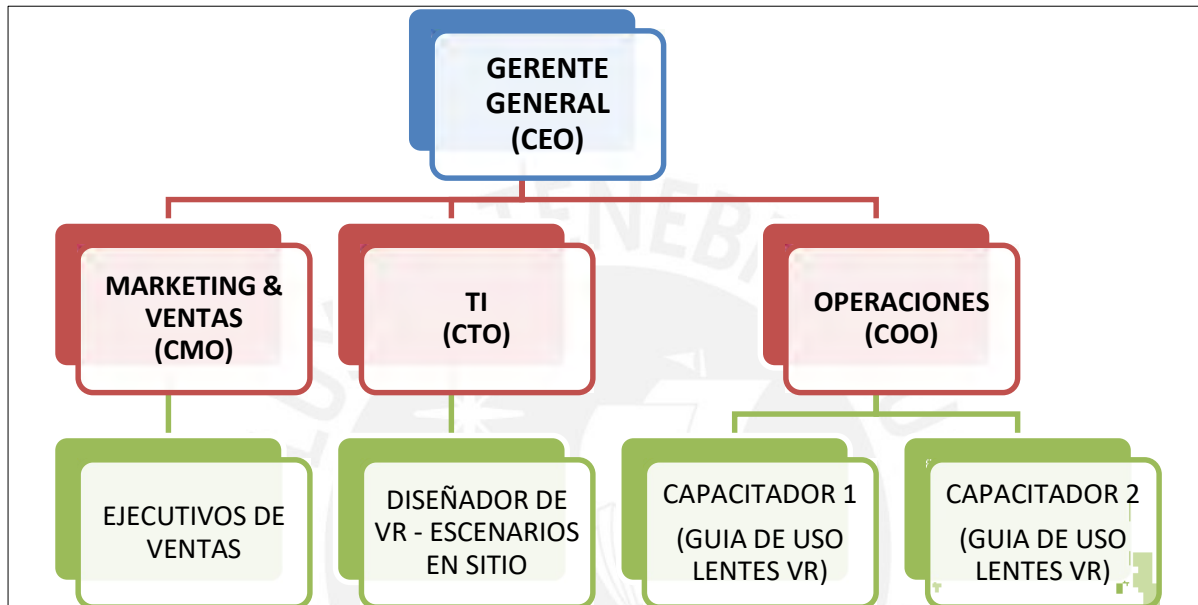 GERENTE
GENERAL
(CEO)
MARKETING &
VENTAS
(CMO)
TI
(CTO)
OPERACIONES
(COO)
EJECUTIVOS DE
VENTAS
DISEÑADOR DE
VR - ESCENARIOS
EN SITIO
CAPACITADOR 1
(GUIA DE USO
LENTES VR)
CAPACITADOR 2
(GUIA DE USO
LENTES VR)